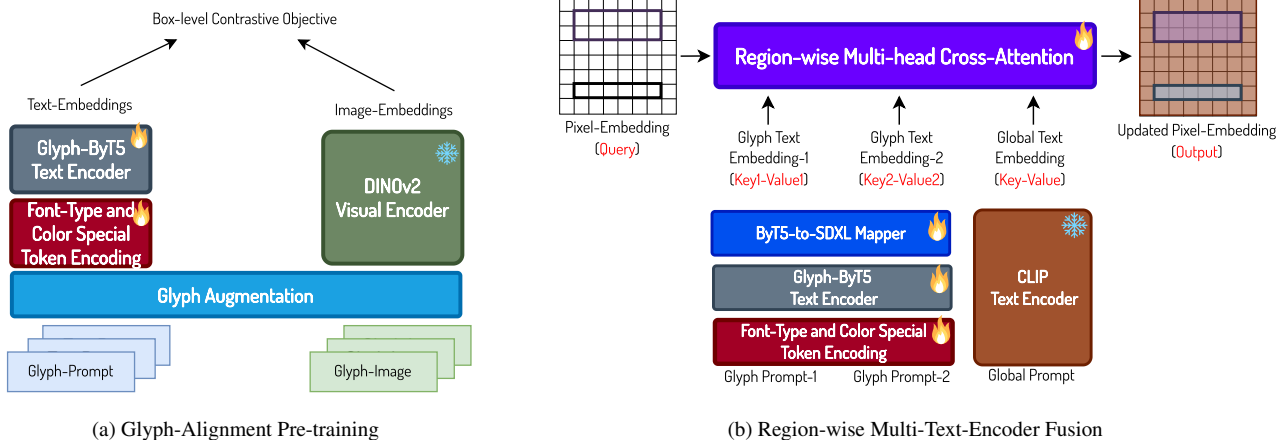 Box-level Contrastive Objective
Text-Embeddings
Image-Embeddings
Glyph-ByT5
Text Encoder
DINOv2
Visual Encoder
Font-Type and
Color Special
Token Encoding
Glyph Augmentation
Glyph-Prompt
Glyph-Image
(a) Glyph-Alignment Pre-training
Region-wise Multi-head Cross-Attention
Pixel-Embedding
(Query)
Glyph Text
Embedding-1
(Key1-Value1)
Glyph Text
Embedding-2
(Key2-Value2)
Global Text
Embedding
(Key-Value)
Updated Pixel-Embedding
(Output)
ByT5-to-SDXL Mapper
Glyph-ByT5
Text Encoder
Font-Type and Color Special
Token Encoding
CLIP
Text Encoder
Glyph Prompt-1
Glyph Prompt-2
Global Prompt
(b) Region-wise Multi-Text-Encoder Fusion